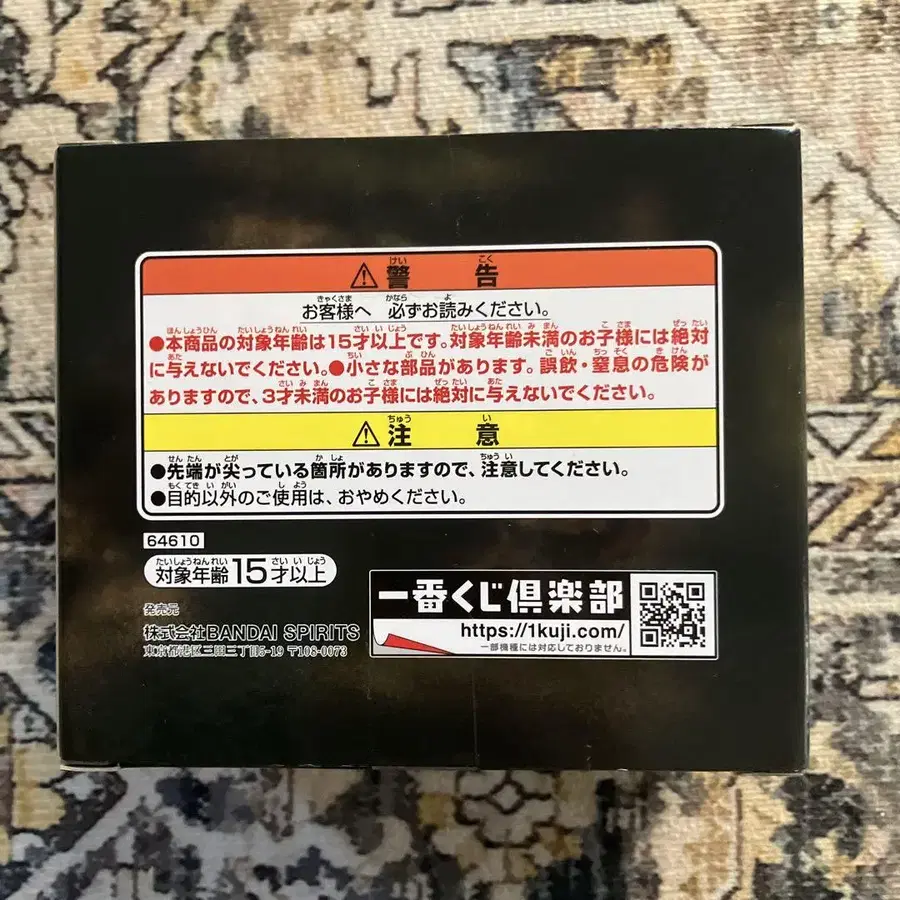 ⚠警告
お客様へ 必ずお読みください。
●本商品の対象年齢は15才以上です。対象年齢未満のお子様には絶対
に与えないでください。●小さな部品があります。誤飲・窒息の危険が
ありますので、3才未満のお子様には絶対に与えないでください。
⚠注意
●先端が尖っている箇所がありますので、注意してください。
●目的以外のご使用は、おやめください。
64610
対象年齢15才以上
発売元
株式会社BANDAI SPIRITS
東京都港区三田三丁目5-19 〒108-0073
一番くじ倶楽部
https://1kuji.com/
一部機種には対応しておりません。